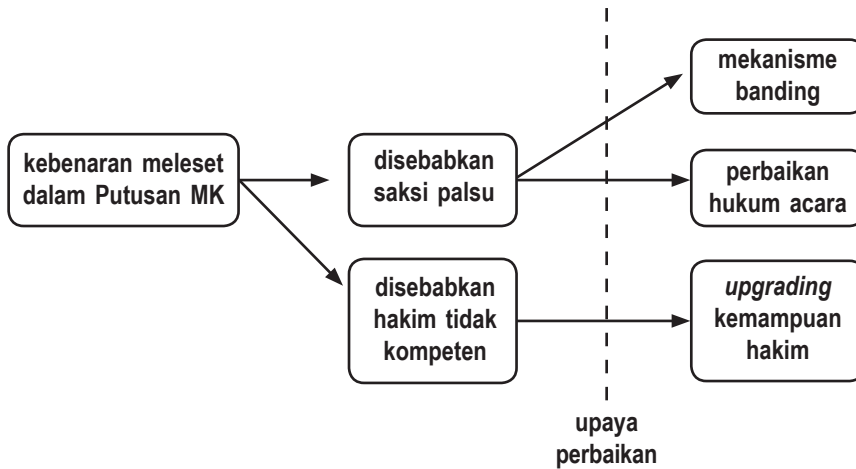 kebenaran meleset
dalam Putusan MK
disebabkan
saksi palsu
disebabkan
hakim tidak
kompeten
mekanisme
banding
perbaikan
hukum acara
upgrading
kemampuan
hakim
upaya
perbaikan